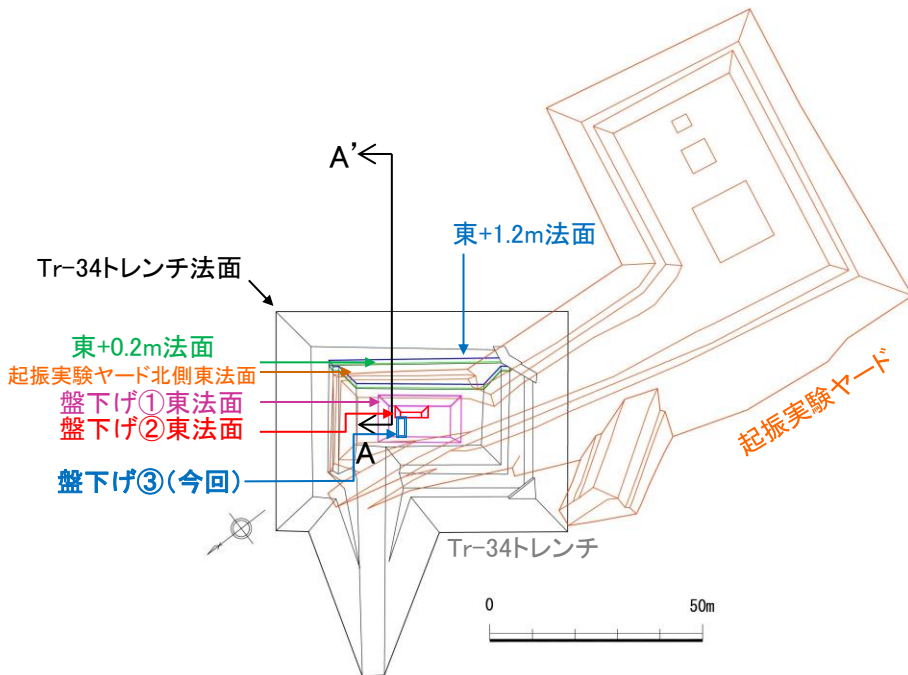 A’
東+1.2m法面
Tr-34トレンチ法面
東+0.2m法面
起振実験ヤード北側東法面
盤下げ①東法面
盤下げ②東法面
A
盤下げ③(今回)
起振実験ヤード
Tr-34トレンチ
0 50m